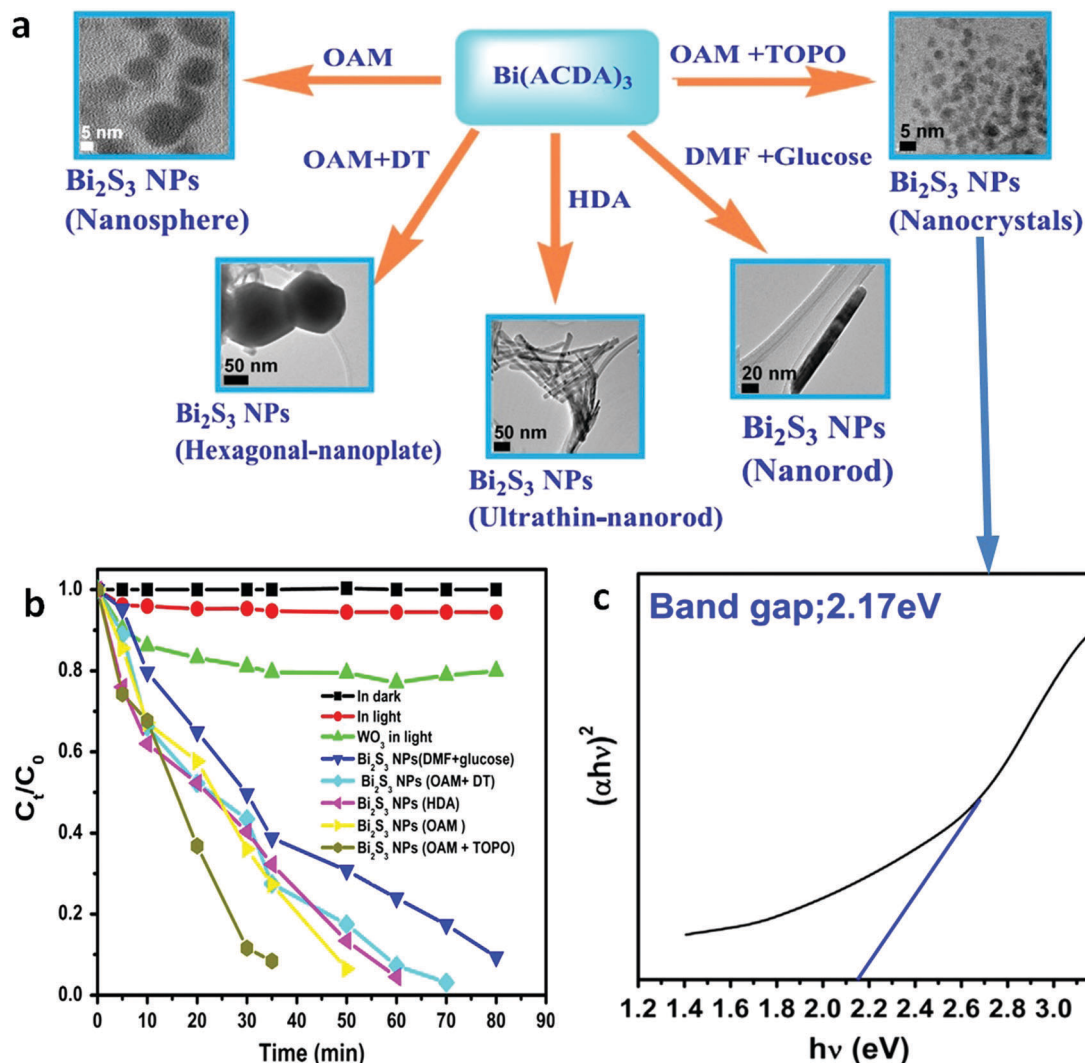 a
OAM
Bi(ACDA)₃
OAM +TOPO
5 nm
5 nm
OAM+DT
DMF +Glucose
HDA
Bi₂S₃ NPs
(Nanosphere)
Bi₂S₃ NPs
(Nanocrystals)
50 nm
50 nm
20 nm
Bi₂S₃ NPs
(Hexagonal-nanoplate)
Bi₂S₃ NPs
(Ultrathin-nanorod)
Bi₂S₃ NPs
(Nanorod)
b
1.0
0.8
0.6
0.4
0.2
0.0
Cₜ/C₀
In dark
In light
WO₃ in light
Bi₂S₃ NPs(DMF+glucose)
Bi₂S₃ NPs (OAM+ DT)
Bi₂S₃ NPs (HDA)
Bi₂S₃ NPs (OAM )
Bi₂S₃ NPs (OAM + TOPO)
0 10 20 30 40 50 60 70 80 90
Time (min)
c
Band gap;2.17eV
(αhν)²
1.2 1.4 1.6 1.8 2.0 2.2 2.4 2.6 2.8 3.0
hν (eV)